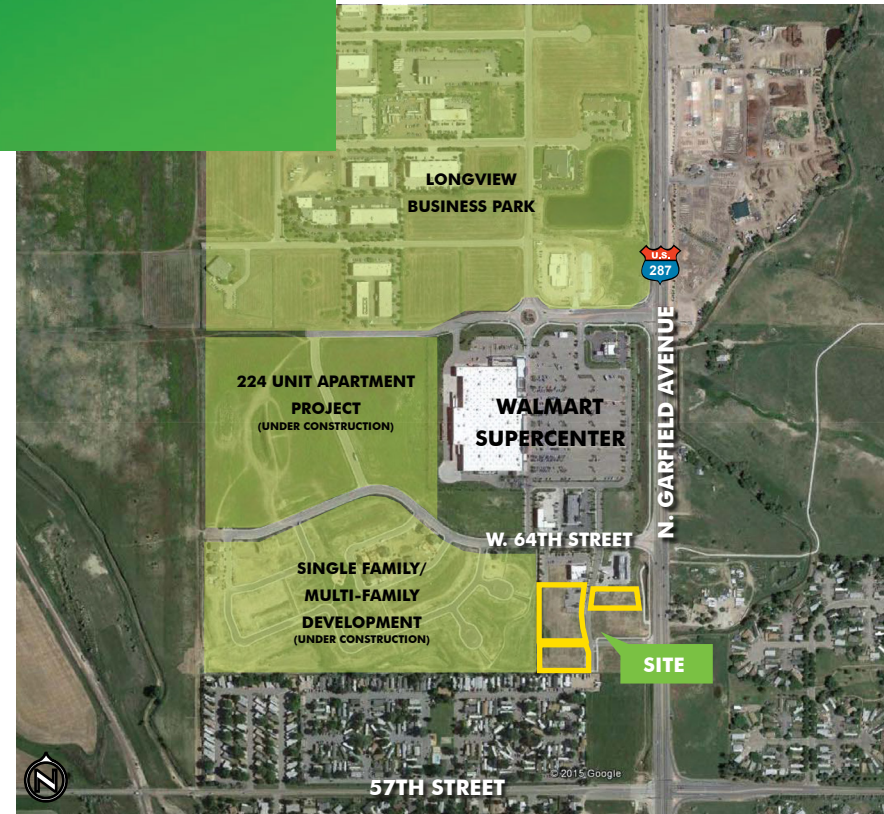 LONGVIEW
BUSINESS PARK
U.S.
287
N. GARFIELD AVENUE
224 UNIT APARTMENT
PROJECT
(UNDER CONSTRUCTION)
WALMART
SUPERCENTER
W. 64TH STREET
SINGLE FAMILY/
MULTI-FAMILY
DEVELOPMENT
(UNDER CONSTRUCTION)
SITE
© 2015 Google
N
57TH STREET